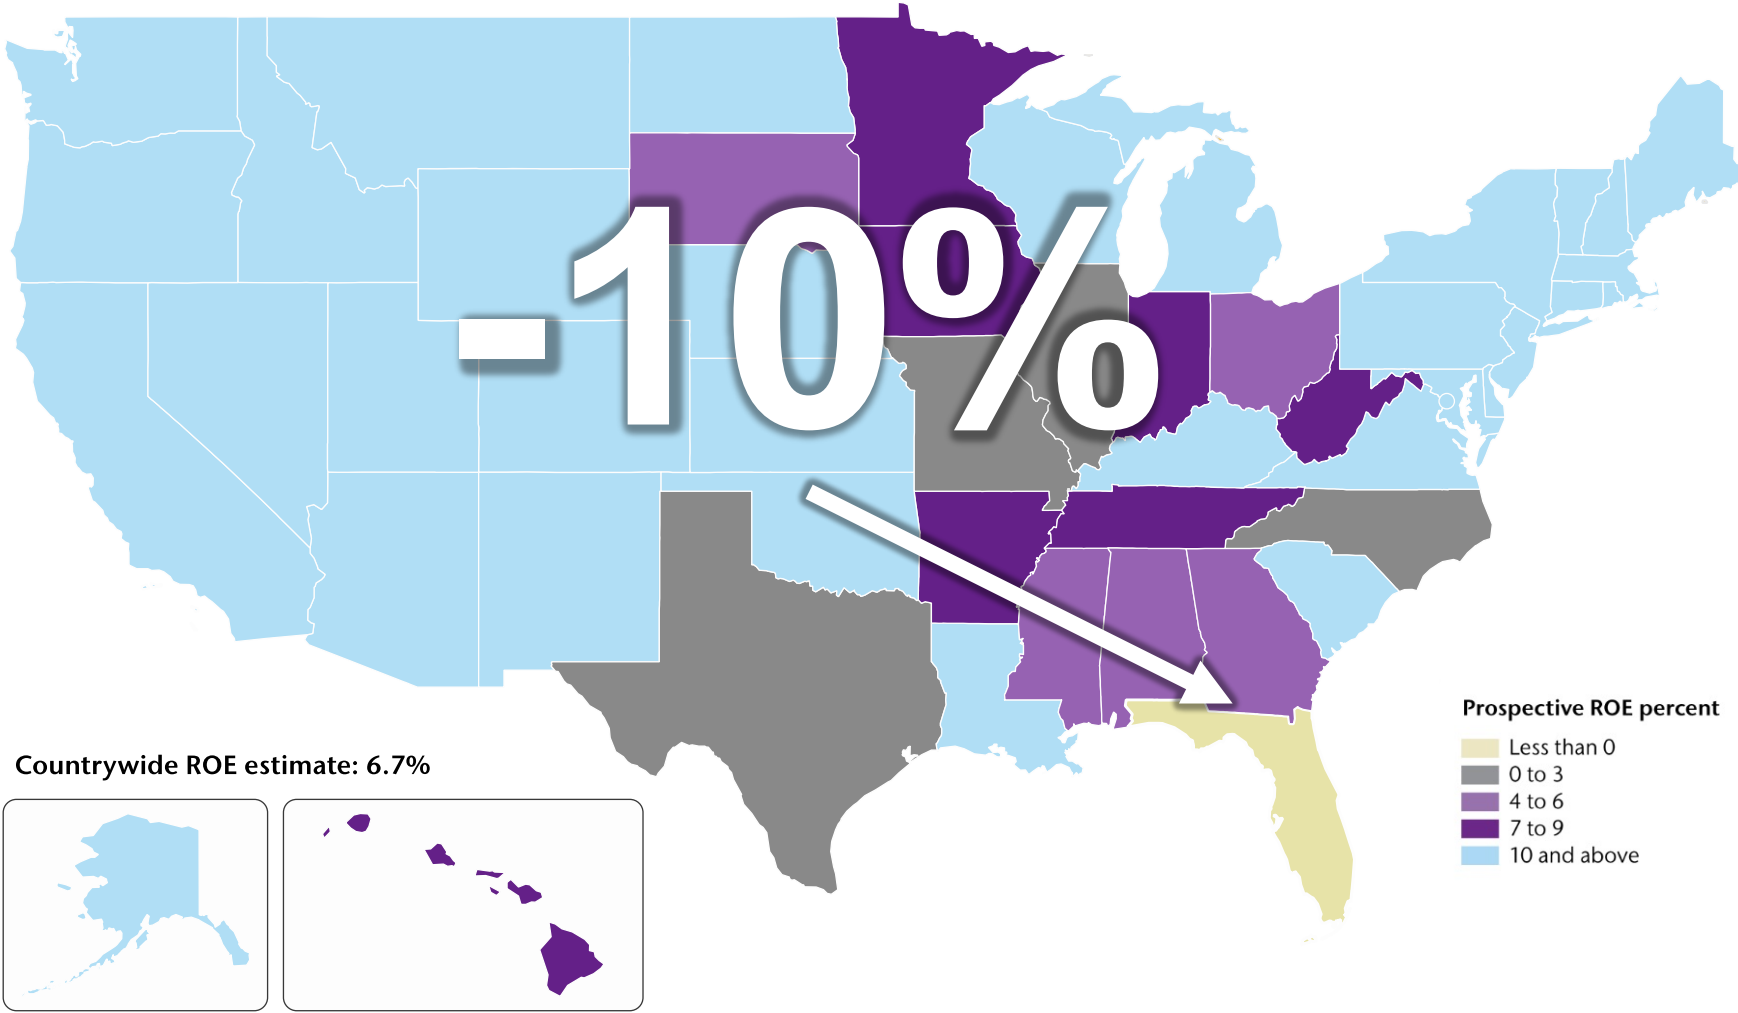 -10%
Prospective ROE percent
Less than 0
0 to 3
4 to 6
7 to 9
10 and above
Countrywide ROE estimate: 6.7%